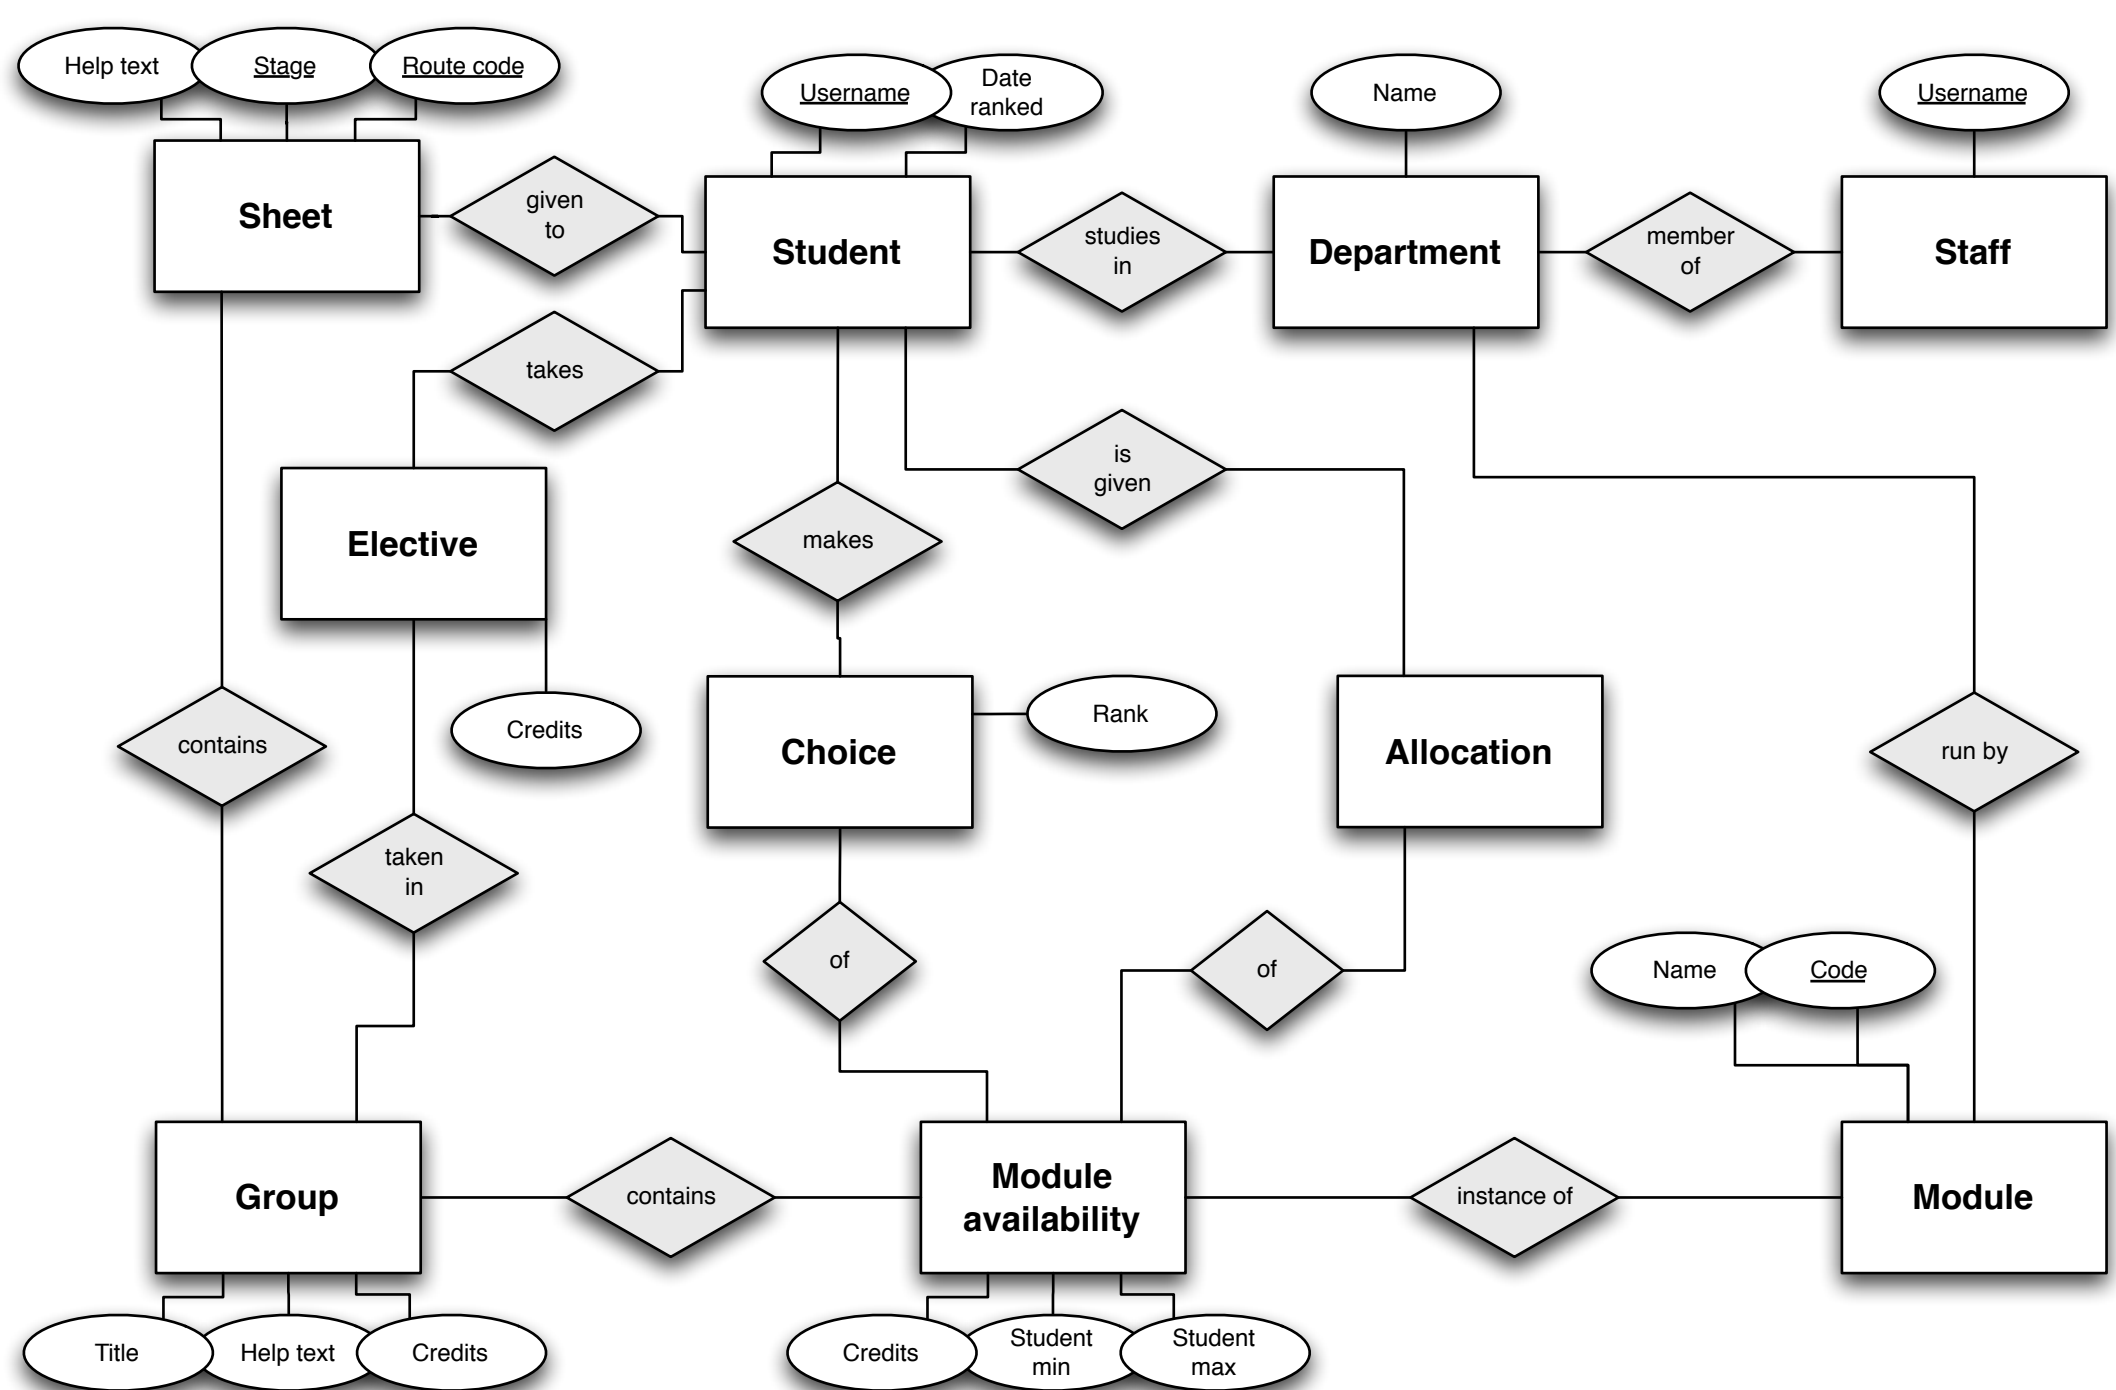 Help text
Stage
Route code
Username
Date
ranked
Name
Username
Sheet
given
to
Student
studies
in
Department
member
of
Staff
takes
is
given
Elective
makes
Credits
contains
Choice
Rank
Allocation
run by
taken
in
of
of
Name
Code
Group
contains
Module
availability
instance of
Module
Title
Help text
Credits
Credits
Student
min
Student
max